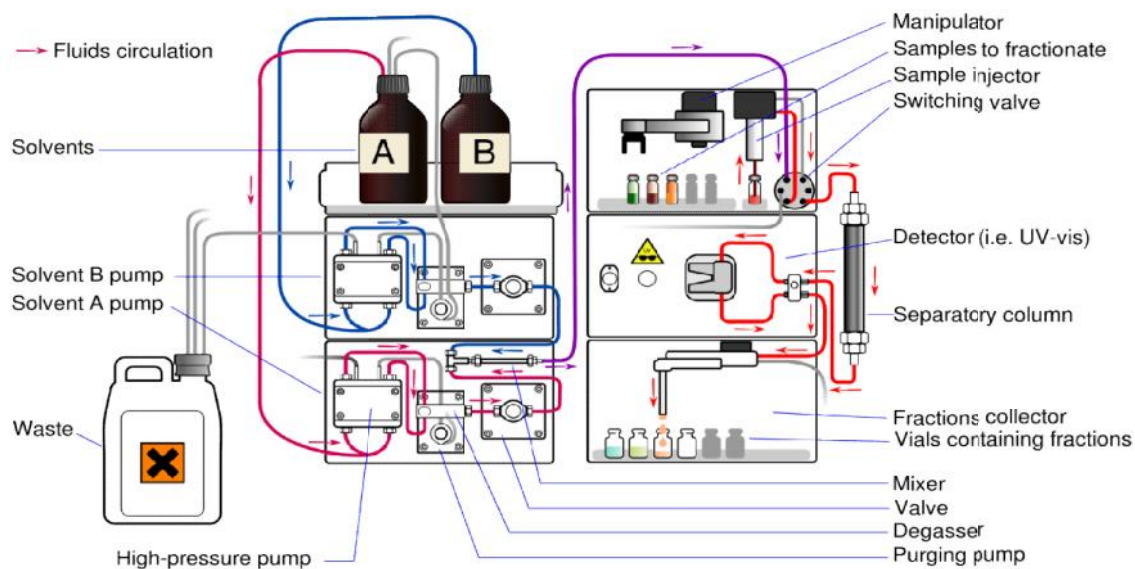 Fluids circulation
Solvents
A
B
Solvent B pump
Solvent A pump
Waste
High-pressure pump
Manipulator
Samples to fractionate
Sample injector
Switching valve
UV
Detector (i.e. UV-vis)
Separatory column
Fractions collector
Vials containing fractions
Mixer
Valve
Degasser
Purging pump